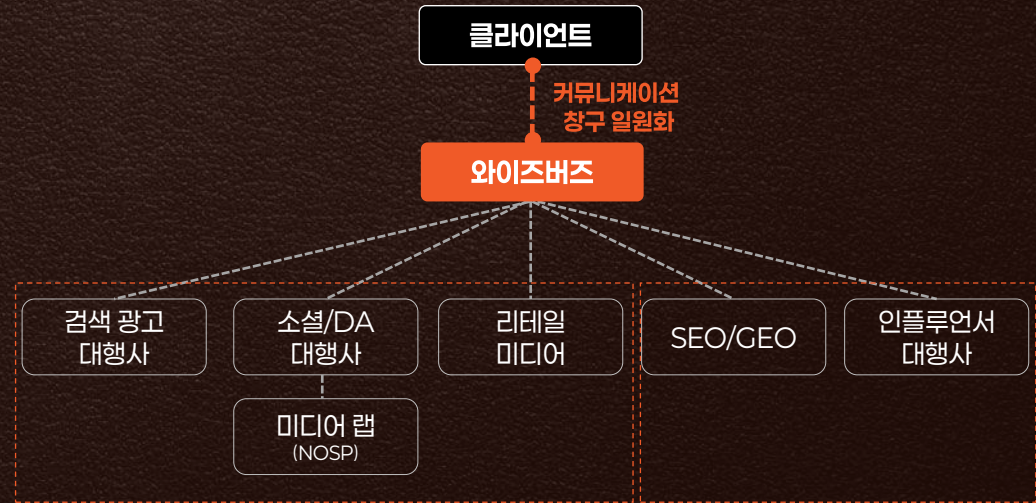 클라이언트
커뮤니케이션
창구 일원화
와이즈버즈
검색 광고
대행사
소셜/DA
대행사
리테일
미디어
SEO/GEO
인플루언서
대행사
미디어 랩
(NOSP)